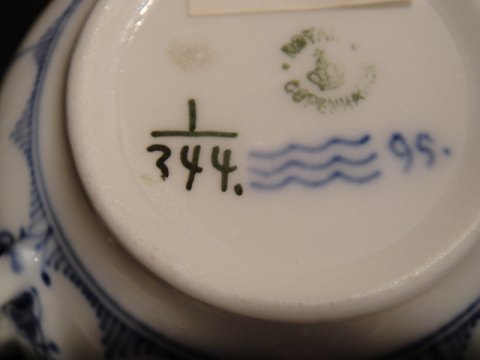 ROYAL
COPENHAGEN
1
344. 95.